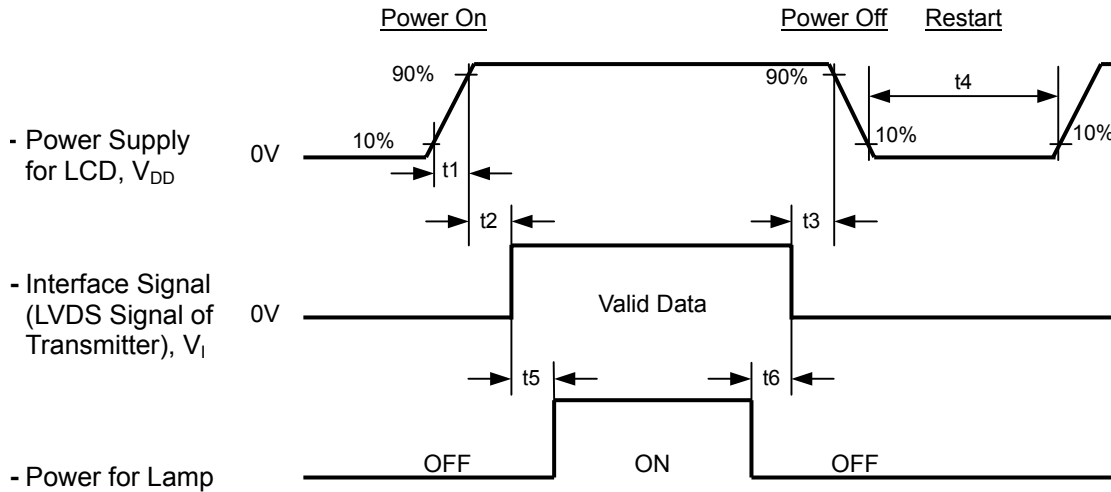 Power On
Power Off
Restart
90%
90%
t4
10%
10%
10%
- Power Supply
for LCD, VDD
0V
t1
t2
t3
- Interface Signal
(LVDS Signal of
Transmitter), VI
0V
Valid Data
t5
t6
- Power for Lamp
OFF
ON
OFF